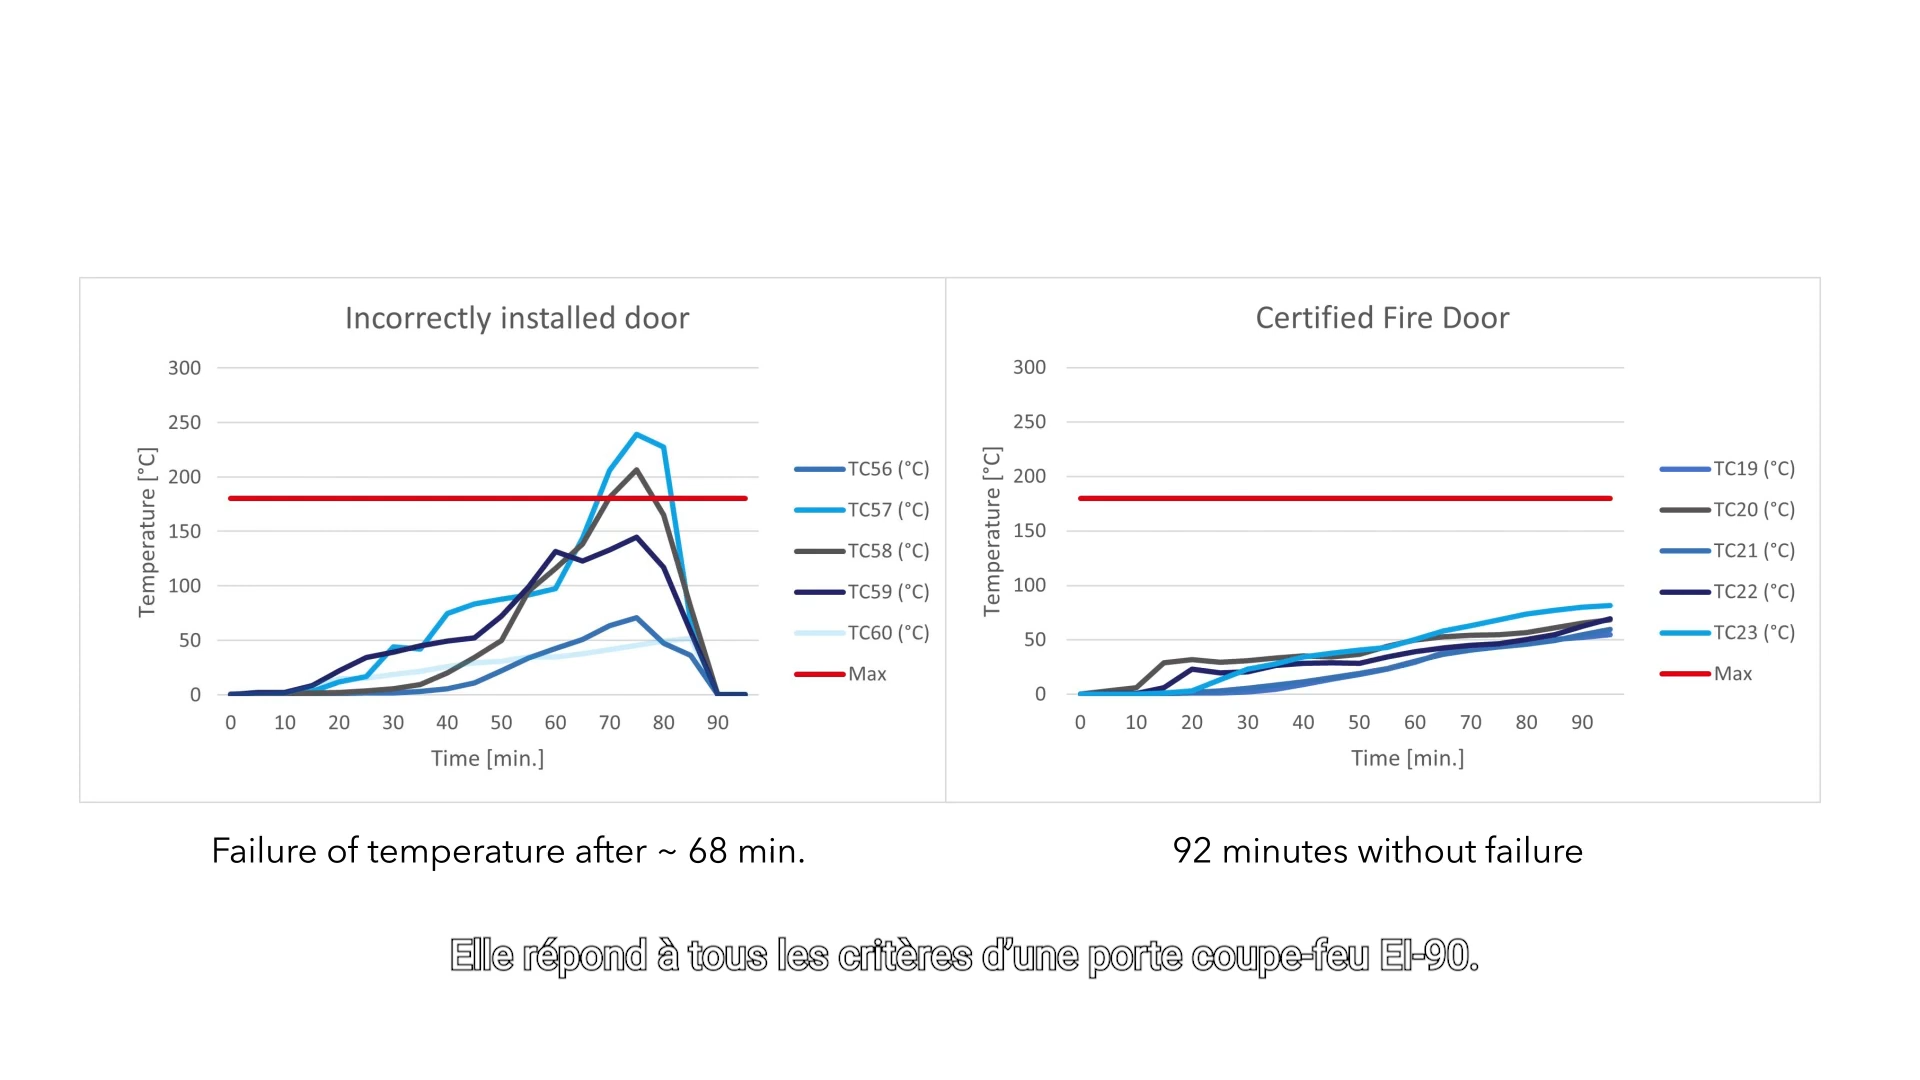 Incorrectly installed door
300
250
200
150
100
50
0
Temperature [°C]
0 10 20 30 40 50 60 70 80 90
Time [min.]
TC56 (°C)
TC57 (°C)
TC58 (°C)
TC59 (°C)
TC60 (°C)
Max
Certified Fire Door
300
250
200
150
100
50
0
Temperature [°C]
0 10 20 30 40 50 60 70 80 90
Time [min.]
TC19 (°C)
TC20 (°C)
TC21 (°C)
TC22 (°C)
TC23 (°C)
Max
Failure of temperature after ~ 68 min.
92 minutes without failure
Elle répond à tous les critères d’une porte coupe-feu EI-90.